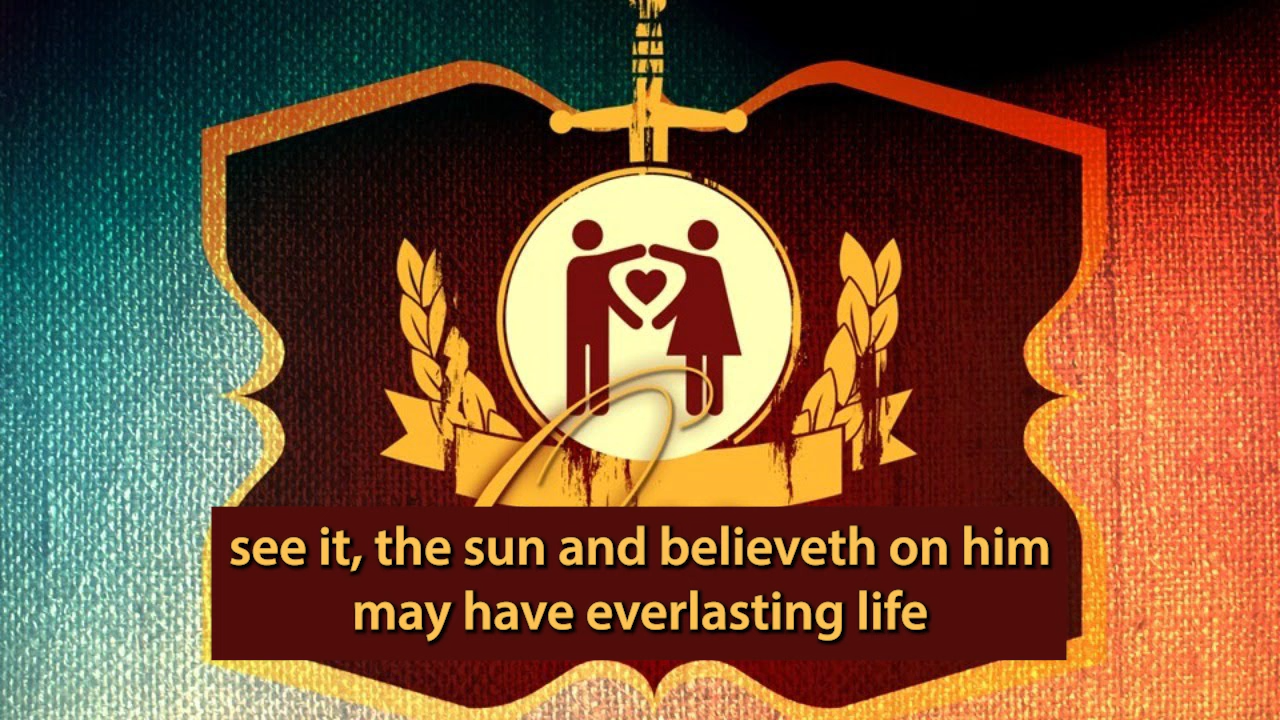 see it, the sun and believeth on him
may have everlasting life